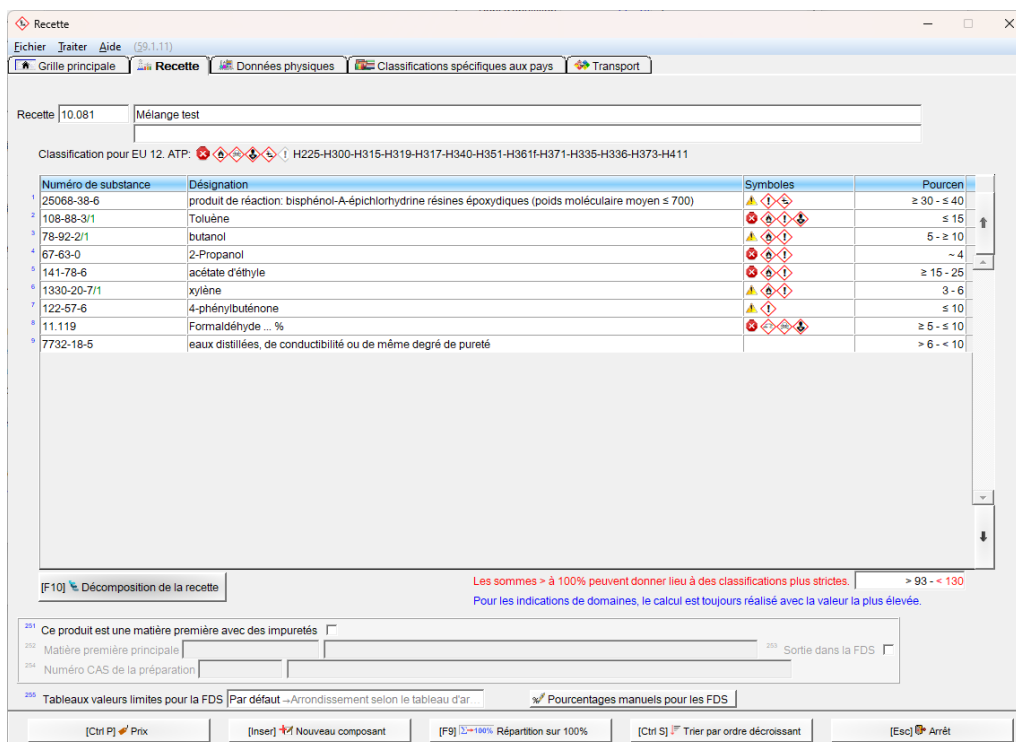 Recette
Fichier Traiter Aide (59.1.11)
Grille principale Recette Données physiques Classifications spécifiques aux pays Transport
Recette 10.081 Mélange test
Classification pour EU 12. ATP: H225-H300-H315-H319-H317-H340-H351-H361f-H371-H335-H336-H373-H411
Numéro de substance Désignation Symboles Pourcen
1 25068-38-6 produit de réaction: bisphénol-A-épichlorhydrine résines époxydiques (poids moléculaire moyen ≤ 700) ≥ 30 - ≤ 40
2 108-88-3/1 Toluène ≤ 15
3 78-92-2/1 butanol 5 - ≥ 10
4 67-63-0 2-Propanol ~ 4
5 141-78-6 acétate d'éthyle ≥ 15 - 25
6 1330-20-7/1 xylène 3 - 6
7 122-57-6 4-phénylbuténone ≤ 10
8 11.119 Formaldéhyde ... % ≥ 5 - ≤ 10
9 7732-18-5 eaux distillées, de conductibilité ou de même degré de pureté > 6 - < 10
[F10] Décomposition de la recette
Les sommes > à 100% peuvent donner lieu à des classifications plus strictes. > 93 - < 130
Pour les indications de domaines, le calcul est toujours réalisé avec la valeur la plus élevée.
251 Ce produit est une matière première avec des impuretés
252 Matière première principale 253 Sortie dans la FDS
254 Numéro CAS de la préparation
255 Tableaux valeurs limites pour la FDS Par défaut →Arrondissement selon le tableau d'ar... Pourcentages manuels pour les FDS
[Ctrl P] Prix [Inser] Nouveau composant [F9] Σ→100% Répartition sur 100% [Ctrl S] Trier par ordre décroissant [Esc] Arrêt